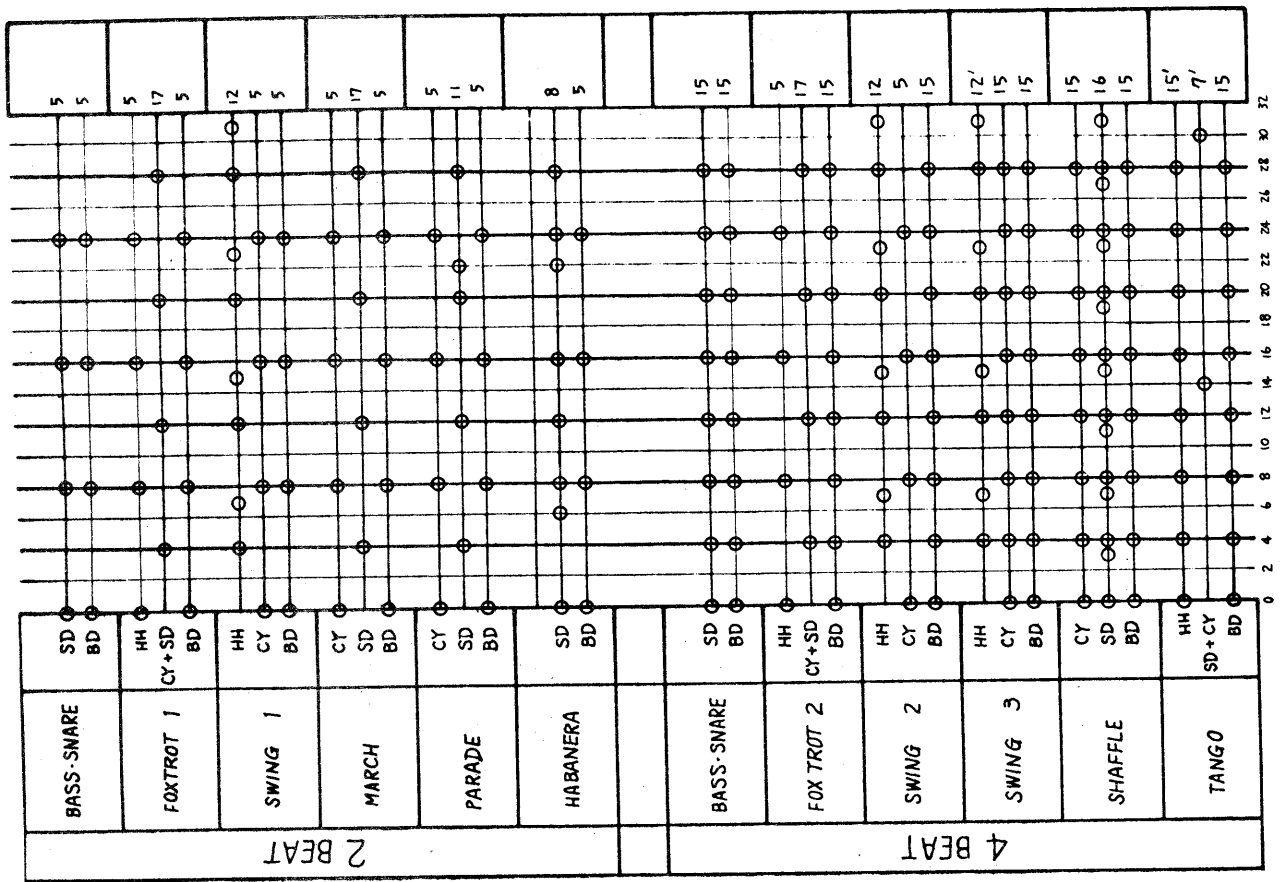 2 BEAT
BASS-SNARE
SD 5
BD 5
FOXTROT 1
HH 5
CY+SD 17
BD 5
SWING 1
HH 12
CY 5
BD 5
MARCH
CY 5
SD 17
BD 5
PARADE
CY 5
SD 11
BD 5
HABANERA
SD 8
BD 5
4 BEAT
BASS-SNARE
SD 15
BD 15
FOX TROT 2
HH 5
CY+SD 17
BD 15
SWING 2
HH 12
CY 5
BD 15
SWING 3
HH 12'
CY 15
BD 15
SHAFFLE
CY 15
SD 16
BD 15
TANGO
HH 15'
SD+CY 7'
BD 15
0 2 4 6 8 10 12 14 16 18 20 22 24 26 28 30 32